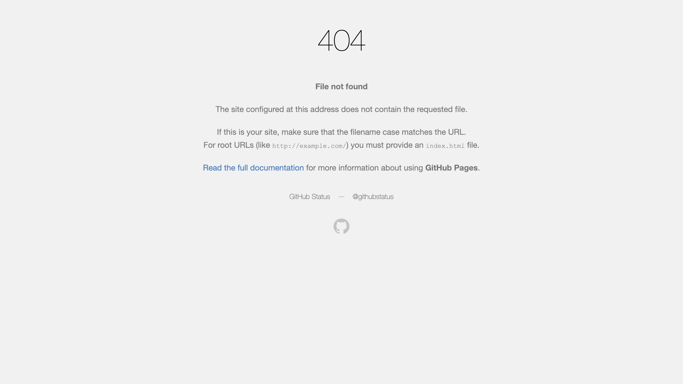 404
File not found
The site configured at this address does not contain the requested file.
If this is your site, make sure that the filename case matches the URL.
For root URLs (like http://example.com/) you must provide an index.html file.
Read the full documentation for more information about using GitHub Pages.
GitHub Status — @githubstatus